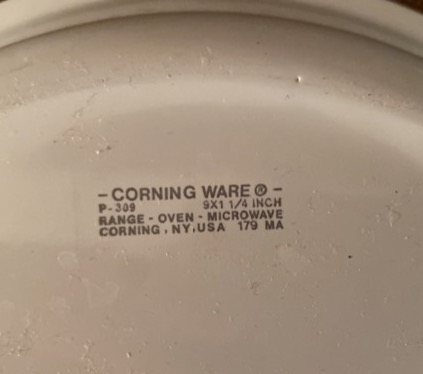 - CORNING WARE ® -
P-309 9X1 1/4 INCH
RANGE - OVEN - MICROWAVE
CORNING, NY, USA 179 MA